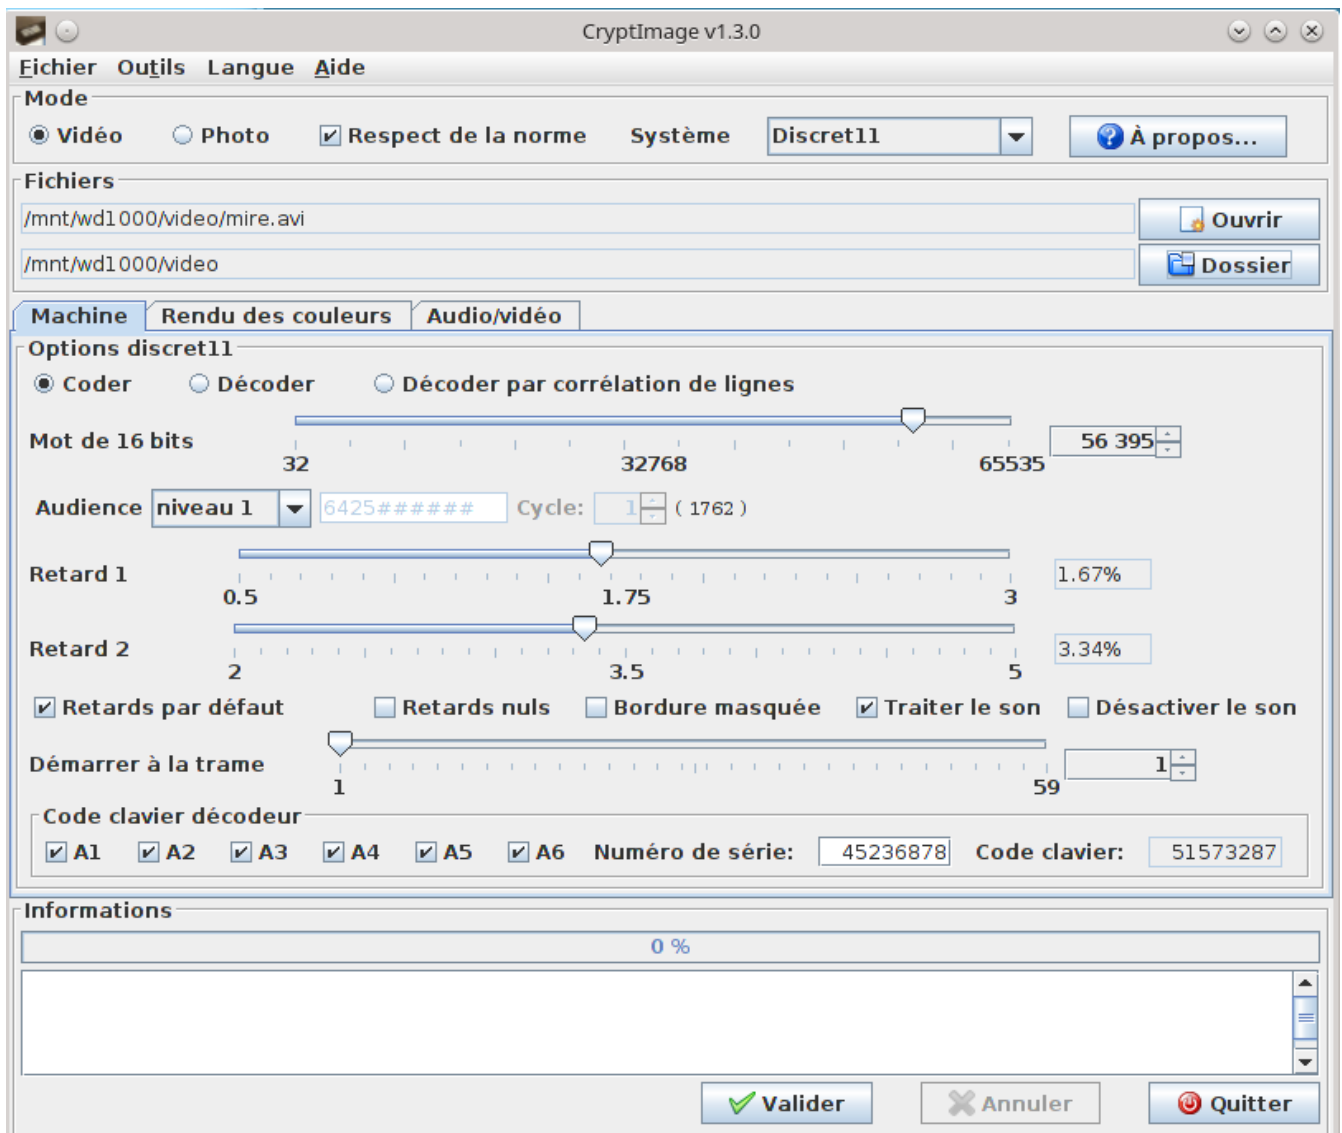 CryptImage v1.3.0
Fichier Outils Langue Aide
Mode
Vidéo Photo Respect de la norme Système Discret11 À propos...
Fichiers
/mnt/wd1000/video/mire.avi Ouvrir
/mnt/wd1000/video Dossier
Machine Rendu des couleurs Audio/vidéo
Options discret11
Coder Décoder Décoder par corrélation de lignes
Mot de 16 bits 56 395
32 32768 65535
Audience niveau 1 6425###### Cycle: 1 ( 1762 )
Retard 1 1.67%
0.5 1.75 3
Retard 2 3.34%
2 3.5 5
Retards par défaut Retards nuls Bordure masquée Traiter le son Désactiver le son
Démarrer à la trame 1
1 59
Code clavier décodeur
A1 A2 A3 A4 A5 A6 Numéro de série: 45236878 Code clavier: 51573287
Informations
0 %
Valider Annuler Quitter